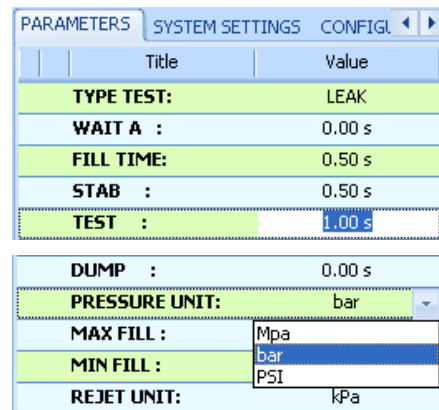 PARAMETERS SYSTEM SETTINGS CONFIGU
Title Value
TYPE TEST: LEAK
WAIT A : 0.00 s
FILL TIME: 0.50 s
STAB : 0.50 s
TEST : 1.00 s
DUMP : 0.00 s
PRESSURE UNIT: bar
MAX FILL : Mpa
bar
MIN FILL : PSI
REJET UNIT: kPa